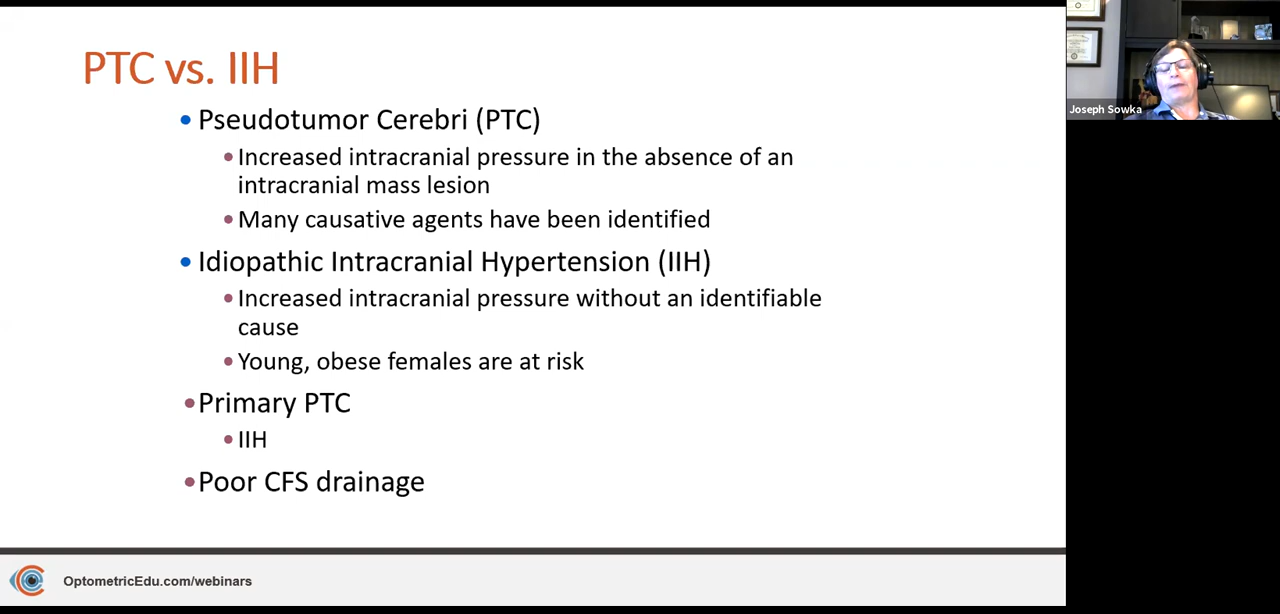 PTC vs. IIH
• Pseudotumor Cerebri (PTC)
• Increased intracranial pressure in the absence of an
intracranial mass lesion
• Many causative agents have been identified
• Idiopathic Intracranial Hypertension (IIH)
• Increased intracranial pressure without an identifiable
cause
• Young, obese females are at risk
• Primary PTC
• IIH
• Poor CFS drainage
OptometricEdu.com/webinars
Joseph Sowka